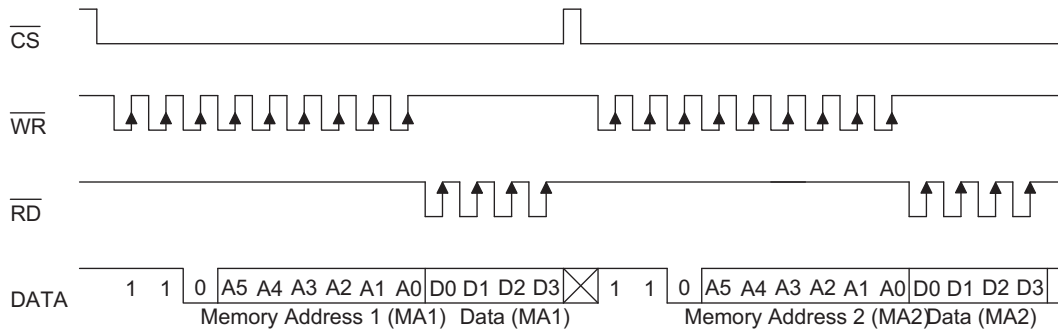 CS
WR
RD
DATA 1 1 0 A5 A4 A3 A2 A1 A0 D0 D1 D2 D3 1 1 0 A5 A4 A3 A2 A1 A0 D0 D1 D2 D3
Memory Address 1 (MA1) Data (MA1) Memory Address 2 (MA2) Data (MA2)